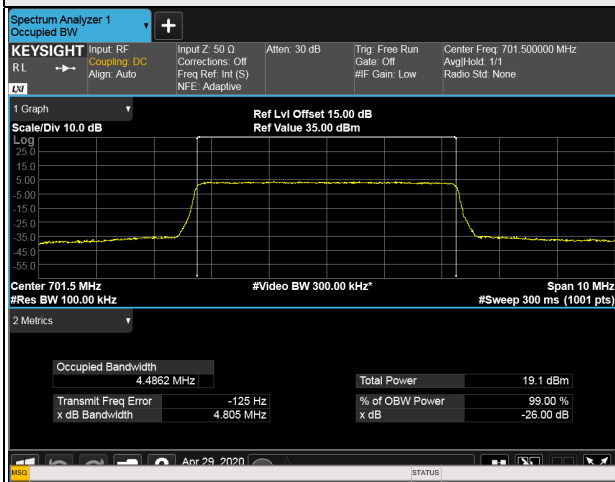 Spectrum Analyzer 1
Occupied BW
+
KEYSIGHT
RL
LXI
Input: RF
Coupling: DC
Align: Auto
Input Z: 50 Ω
Corrections: Off
Freq Ref: Int (S)
NFE: Adaptive
Atten: 30 dB
Trig: Free Run
Gate: Off
#IF Gain: Low
Center Freq: 701.500000 MHz
Avg|Hold: 1/1
Radio Std: None
1 Graph
Scale/Div 10.0 dB
Ref Lvl Offset 15.00 dB
Ref Value 35.00 dBm
Log
25.0
15.0
5.00
-5.00
-15.0
-25.0
-35.0
-45.0
-55.0
Center 701.5 MHz
#Res BW 100.00 kHz
#Video BW 300.00 kHz*
Span 10 MHz
#Sweep 300 ms (1001 pts)
2 Metrics
Occupied Bandwidth
4.4862 MHz
Total Power 19.1 dBm
Transmit Freq Error -125 Hz
% of OBW Power 99.00 %
x dB Bandwidth 4.805 MHz
x dB -26.00 dB
Apr 29, 2020
MSG
STATUS